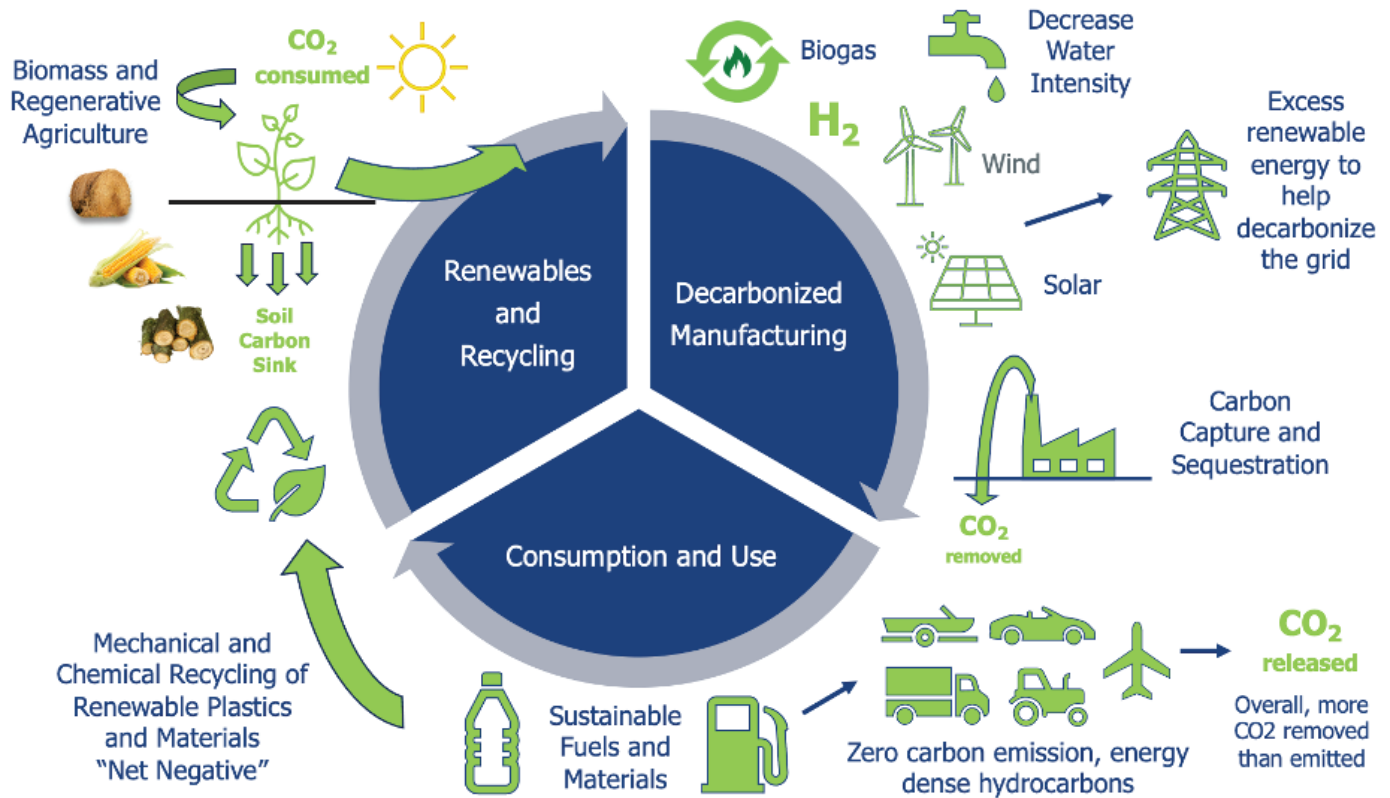 Biomass and
Regenerative
Agriculture
CO₂
consumed
Soil
Carbon
Sink
Renewables
and
Recycling
Biogas
H₂
Decrease
Water
Intensity
Wind
Solar
Excess
renewable
energy to
help
decarbonize
the grid
Decarbonized
Manufacturing
Carbon
Capture and
Sequestration
CO₂
removed
Consumption and Use
Mechanical and
Chemical Recycling of
Renewable Plastics
and Materials
“Net Negative”
Sustainable
Fuels and
Materials
Zero carbon emission, energy
dense hydrocarbons
CO₂
released
Overall, more
CO2 removed
than emitted